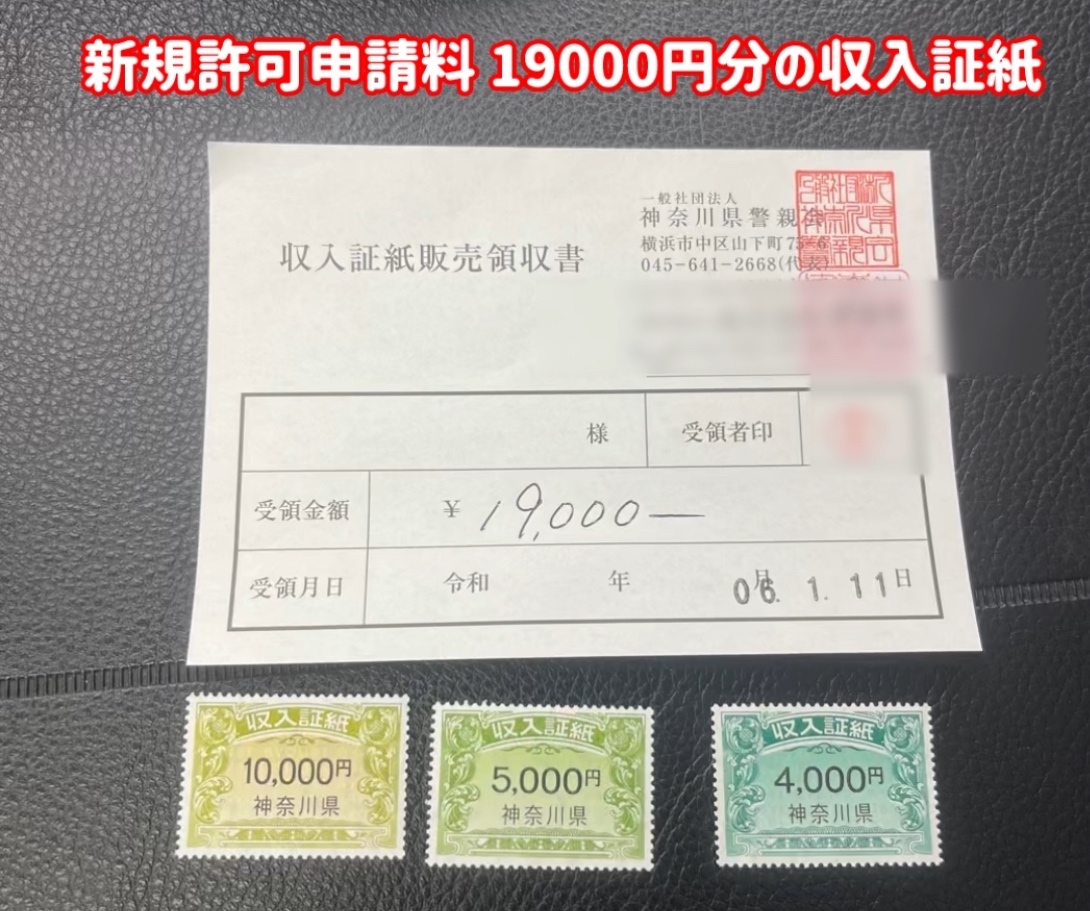 新規許可申請料 19000円分の収入証紙
一般社団法人
神奈川県警親
横浜市中区山下町75-6
045-641-2668(代表)
収入証紙販売領収書
様 受領者印
受領金額 ¥19,000―
受領月日 令和 年 月 日
06. 1. 11
収入証紙
10,000円
神奈川県
収入証紙
5,000円
神奈川県
収入証紙
4,000円
神奈川県